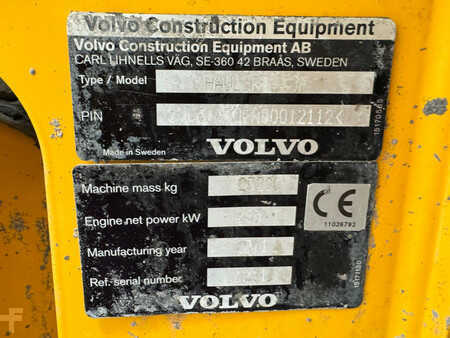 Volvo Construction Equipment
Volvo Construction Equipment AB
CARL LIHNELLS VÄG, SE-360 42 BRAÅS, SWEDEN
Type / Model
PIN
Made in Sweden
VOLVO
Machine mass kg
Engine net power kW
Manufacturing year
Ref.-serial number
CE
11026792
VOLVO